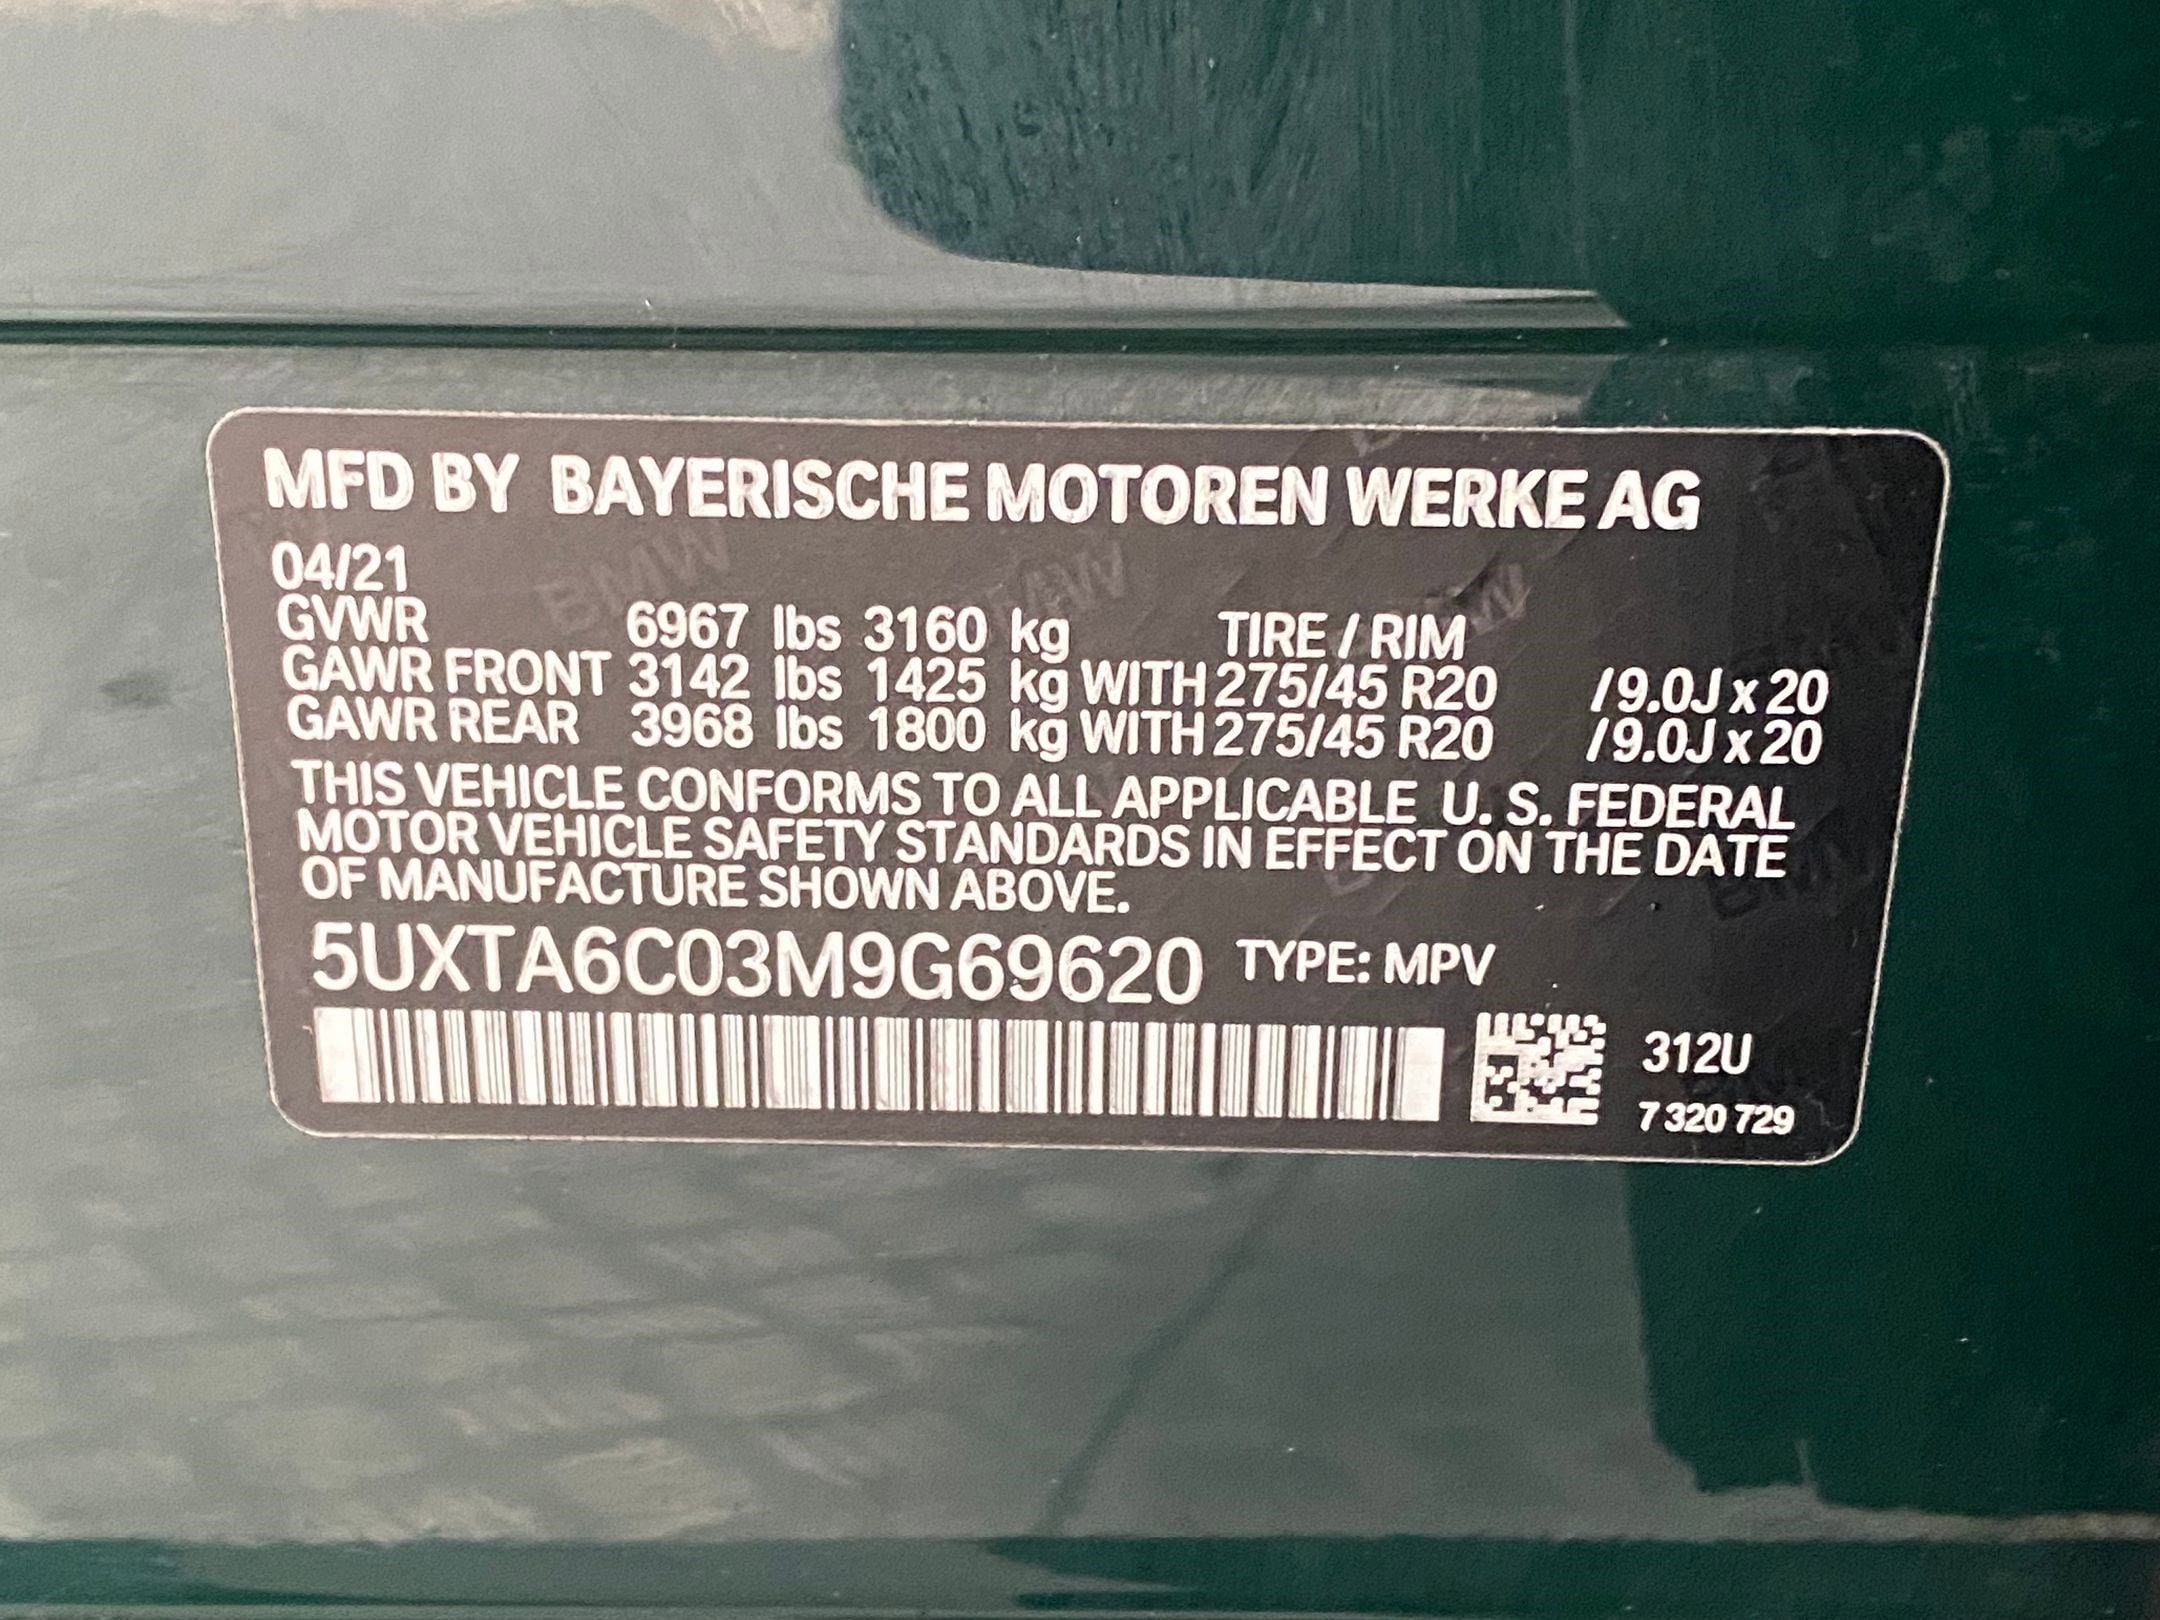 MFD BY BAYERISCHE MOTOREN WERKE AG
04/21
GVWR 6967 lbs 3160 kg TIRE / RIM
GAWR FRONT 3142 lbs 1425 kg WITH 275/45 R20 / 9.0J x 20
GAWR REAR 3968 lbs 1800 kg WITH 275/45 R20 / 9.0J x 20
THIS VEHICLE CONFORMS TO ALL APPLICABLE U. S. FEDERAL
MOTOR VEHICLE SAFETY STANDARDS IN EFFECT ON THE DATE
OF MANUFACTURE SHOWN ABOVE.
5UXTA6C03M9G69620 TYPE: MPV
312U
7 320 729